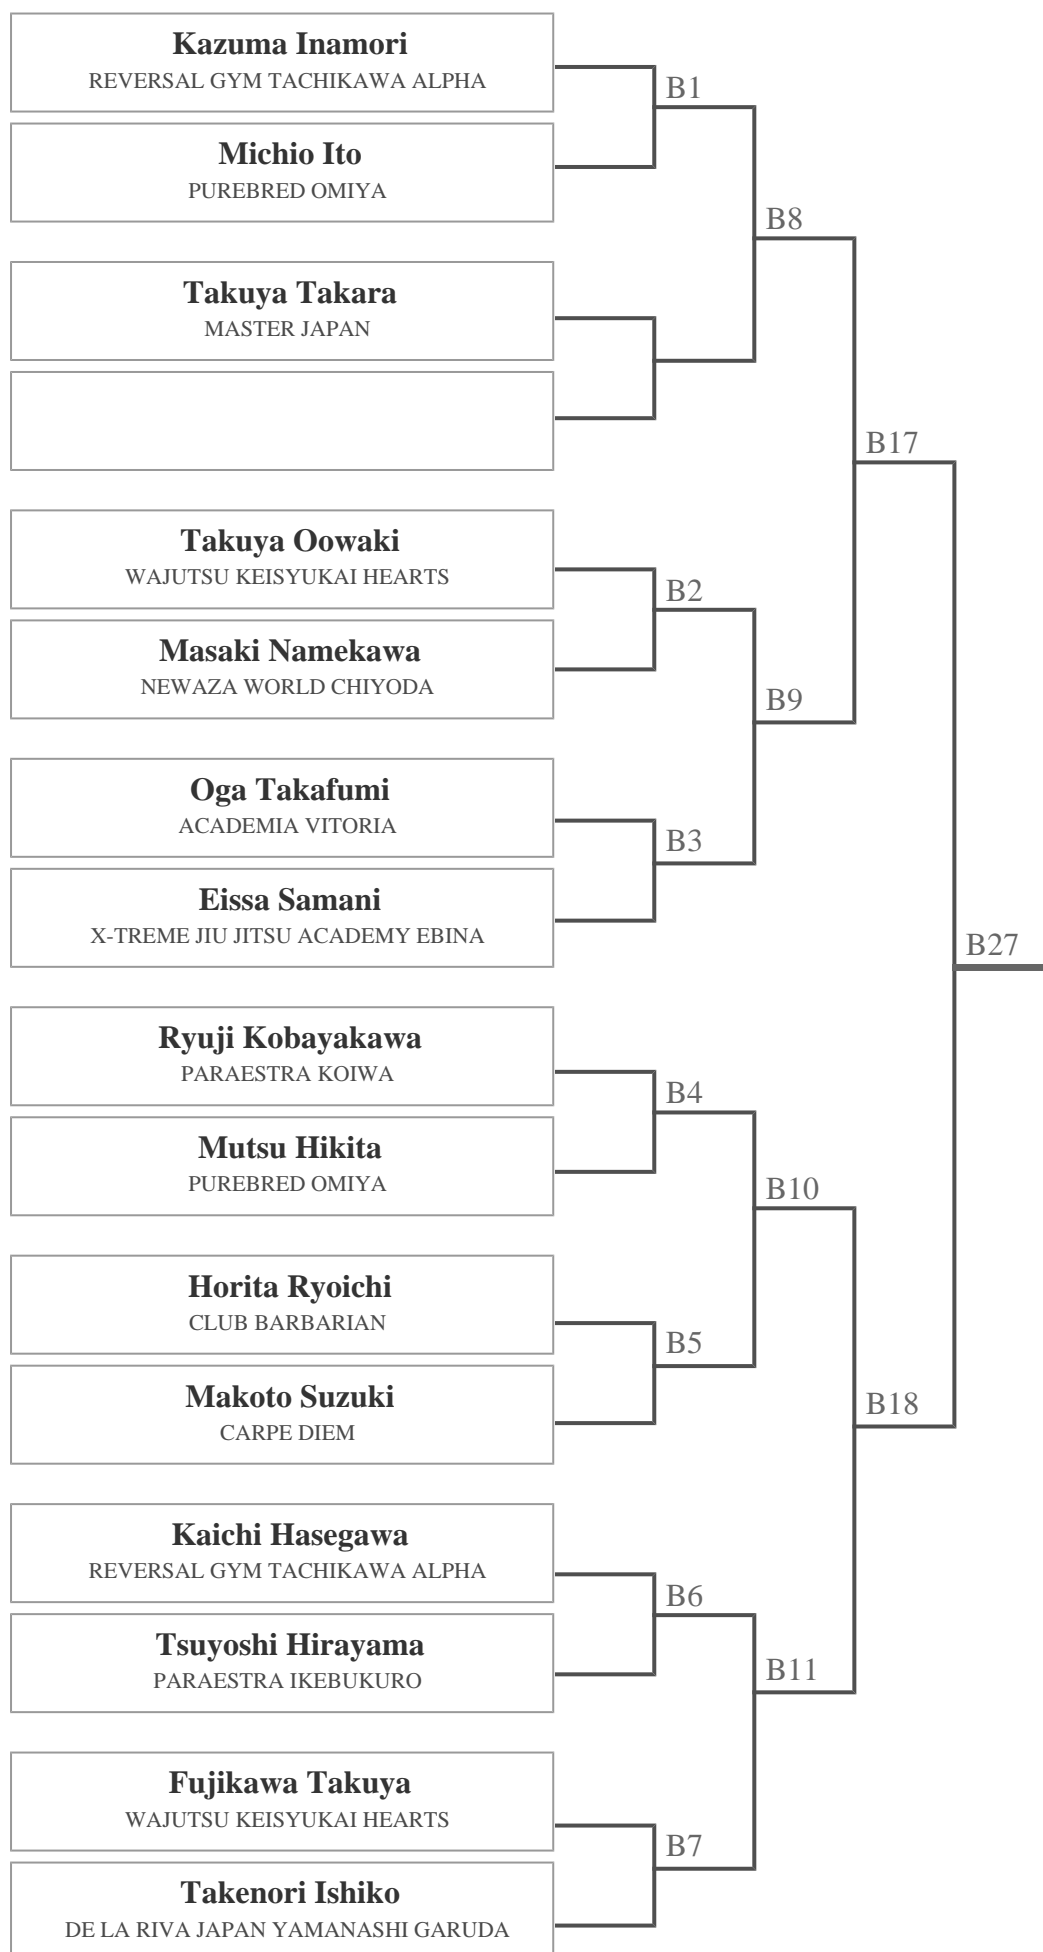 Kazuma Inamori
REVERSAL GYM TACHIKAWA ALPHA
B1
Michio Ito
PUREBRED OMIYA
B8
Takuya Takara
MASTER JAPAN
B17
Takuya Oowaki
WAJUTSU KEISYUKAI HEARTS
B2
Masaki Namekawa
NEWAZA WORLD CHIYODA
B9
Oga Takafumi
ACADEMIA VITORIA
B3
Eissa Samani
X-TREME JIU JITSU ACADEMY EBINA
B27
Ryuji Kobayakawa
PARAESTRA KOIWA
B4
Mutsu Hikita
PUREBRED OMIYA
B10
Horita Ryoichi
CLUB BARBARIAN
B5
Makoto Suzuki
CARPE DIEM
B18
Kaichi Hasegawa
REVERSAL GYM TACHIKAWA ALPHA
B6
Tsuyoshi Hirayama
PARAESTRA IKEBUKURO
B11
Fujikawa Takuya
WAJUTSU KEISYUKAI HEARTS
B7
Takenori Ishiko
DE LA RIVA JAPAN YAMANASHI GARUDA